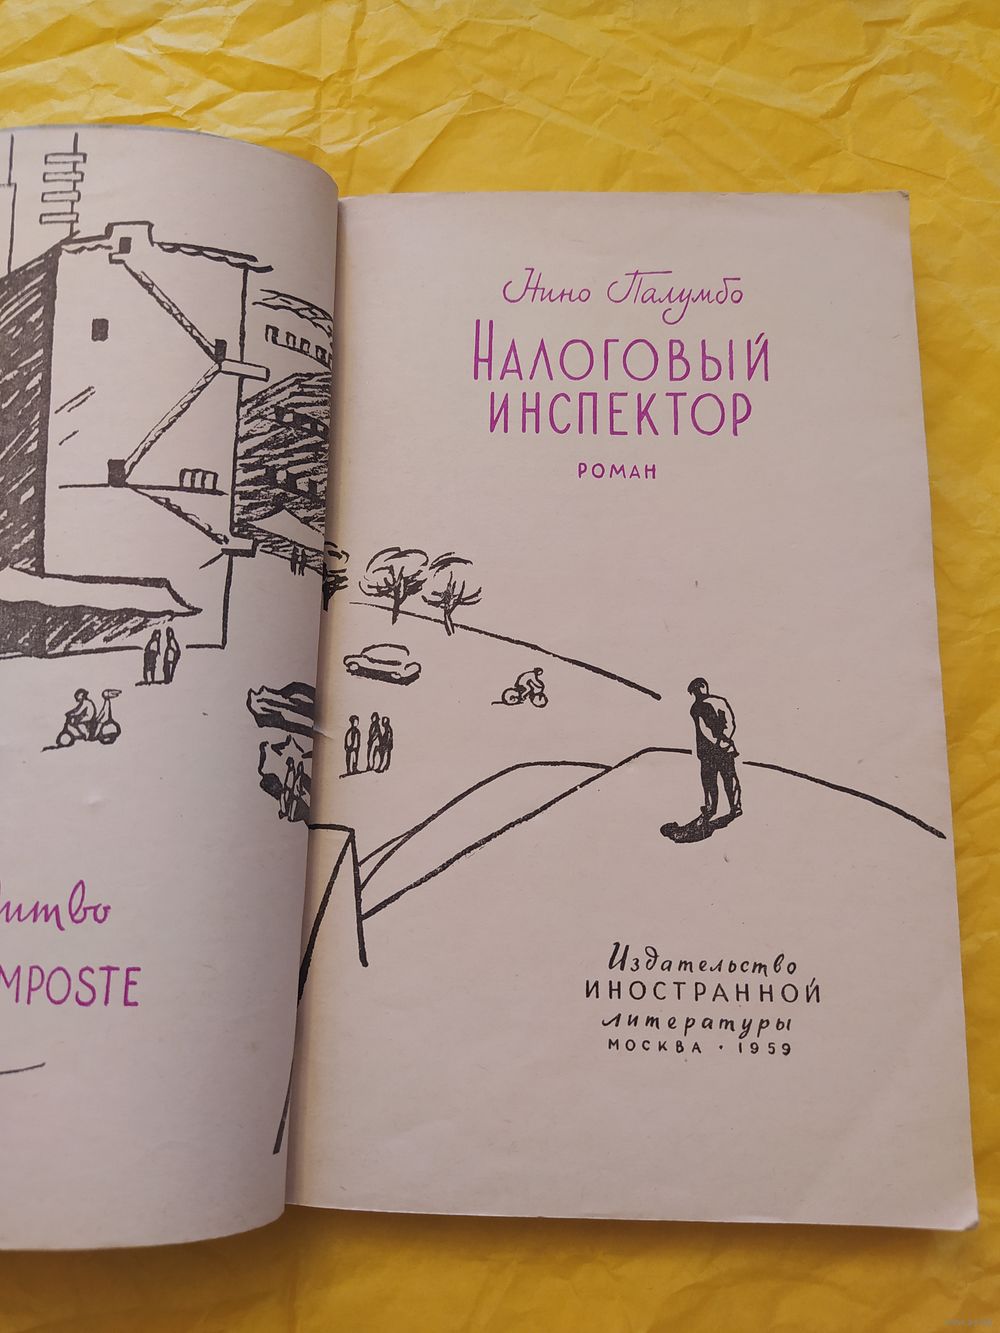 MPOSTE
Нино Палумбо
НАЛОГОВЫЙ
ИНСПЕКТОР
РОМАН
Издательство
ИНОСТРАННОЙ
литературы
МОСКВА · 1959